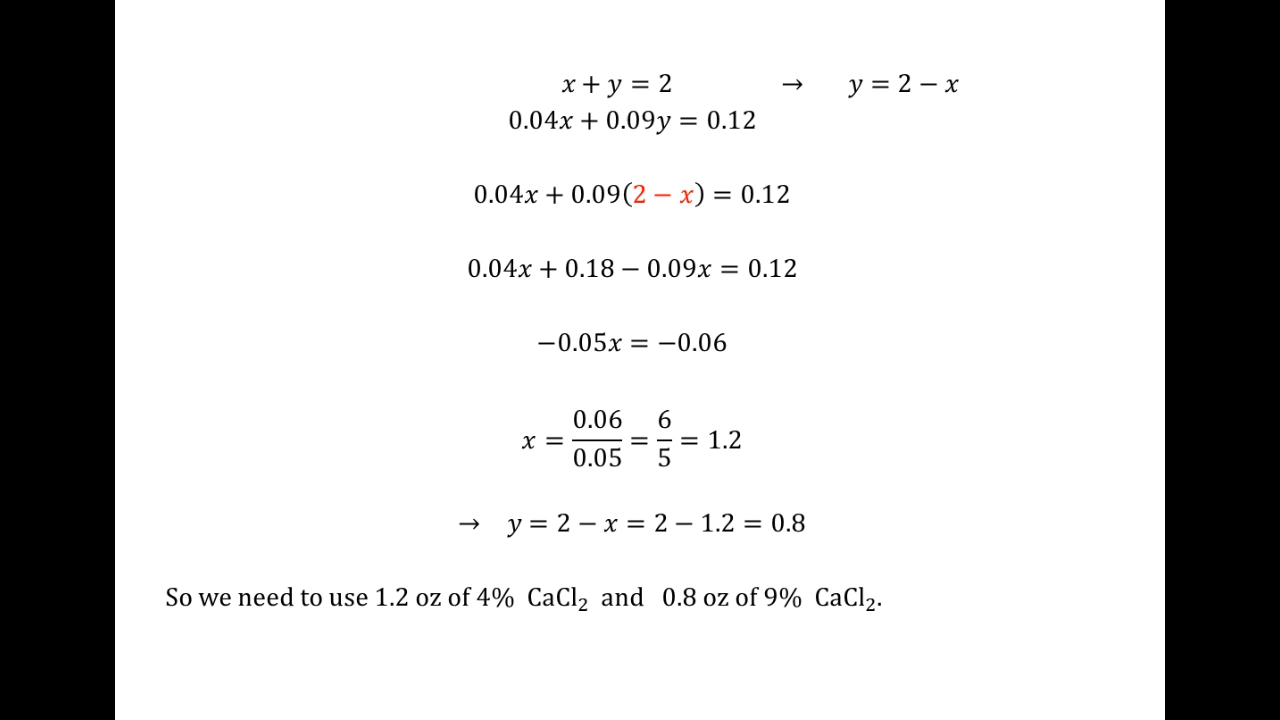 x + y = 2 → y = 2 − x
0.04x + 0.09y = 0.12
0.04x + 0.09(2 − x) = 0.12
0.04x + 0.18 − 0.09x = 0.12
−0.05x = −0.06
x = 0.06/0.05 = 6/5 = 1.2
→ y = 2 − x = 2 − 1.2 = 0.8
So we need to use 1.2 oz of 4% CaCl₂ and 0.8 oz of 9% CaCl₂.